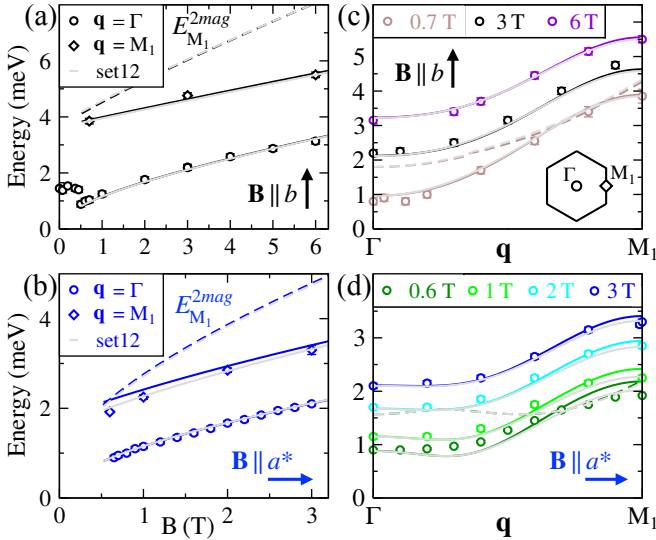 (a)
q = Γ
q = M₁
set12
E^{2mag}_{M₁}
B || b
Energy (meV)
6
4
2
0
0 1 2 3 4 5 6
(c)
0.7 T 3 T 6 T
B || b
Γ
M₁
6
5
4
3
2
1
0
Γ q M₁
(b)
q = Γ
q = M₁
set12
E^{2mag}_{M₁}
B || a*
Energy (meV)
4
2
0
0 1 2 3
B (T)
(d)
0.6 T 1 T 2 T 3 T
B || a*
4
3
2
1
0
Γ q M₁